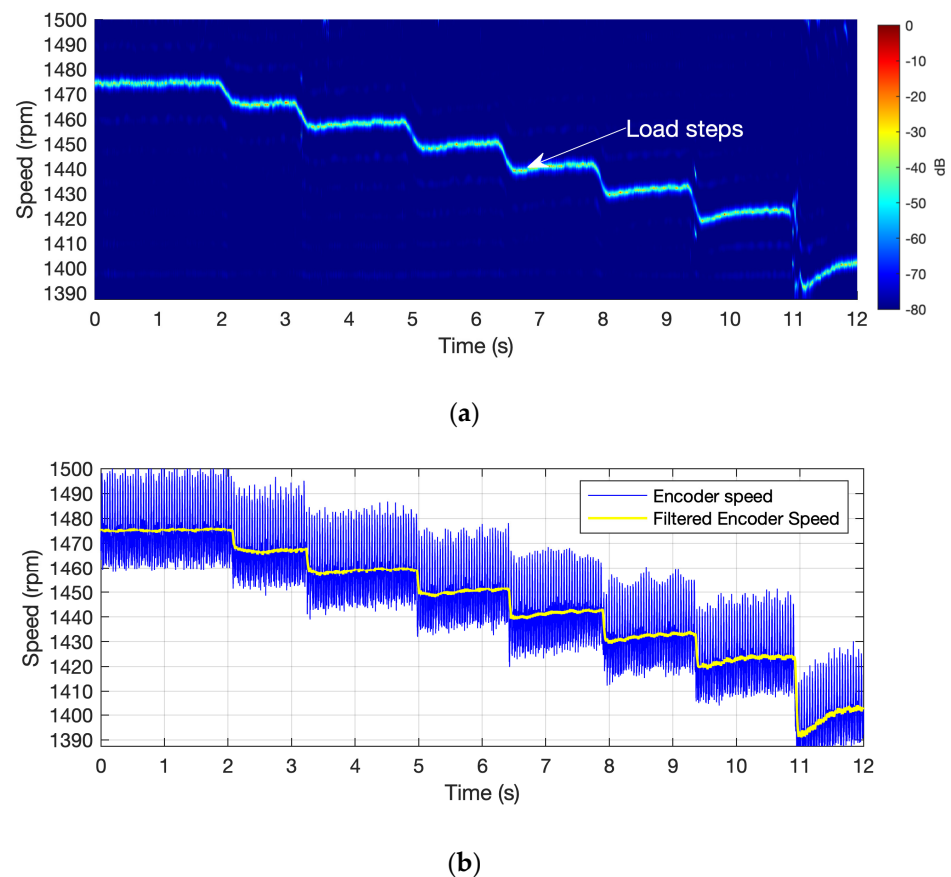 1500
1490
1480
1470
1460
1450
1440
1430
1420
1410
1400
1390
Speed (rpm)
Load steps
0 1 2 3 4 5 6 7 8 9 10 11 12
Time (s)
0
-10
-20
-30
-40
-50
-60
-70
-80
dB
(a)
1500
1490
1480
1470
1460
1450
1440
1430
1420
1410
1400
1390
Speed (rpm)
Encoder speed
Filtered Encoder Speed
0 1 2 3 4 5 6 7 8 9 10 11 12
Time (s)
(b)